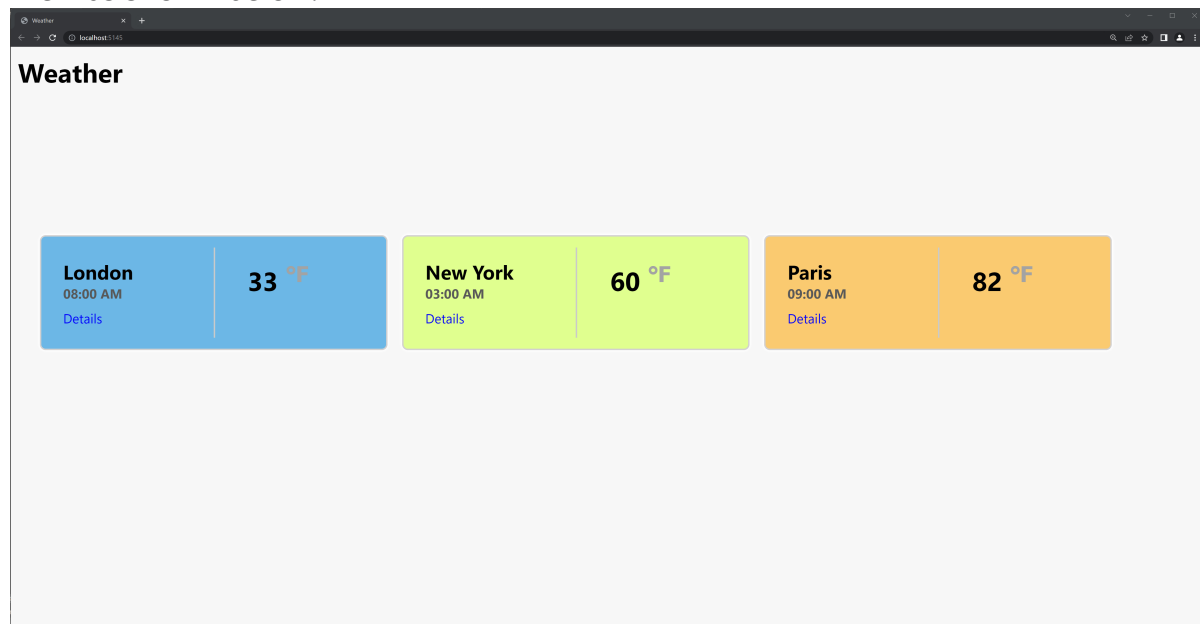 Weather
localhost:5145
Weather
London
08:00 AM
Details
33 °F
New York
03:00 AM
Details
60 °F
Paris
09:00 AM
Details
82 °F